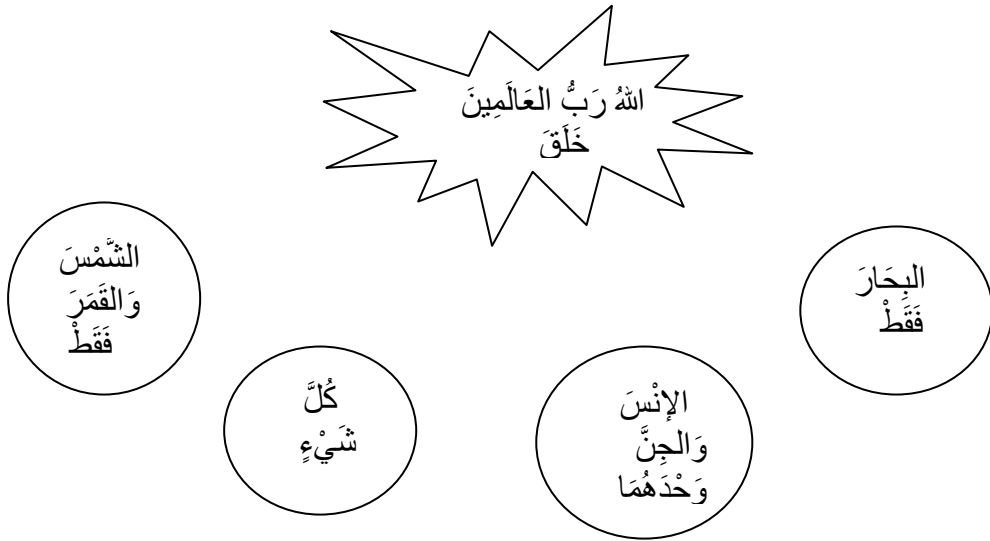 اللهُ رَبُّ العَالَمِينَ
خَلَقَ
البِحَارَ
فَقَطْ
الشَّمْسَ
وَالقَمَرَ
فَقَطْ
الإنْسَ
وَالجِنَّ
وَحْدَهُمَا
كُلَّ
شَيْءٍ